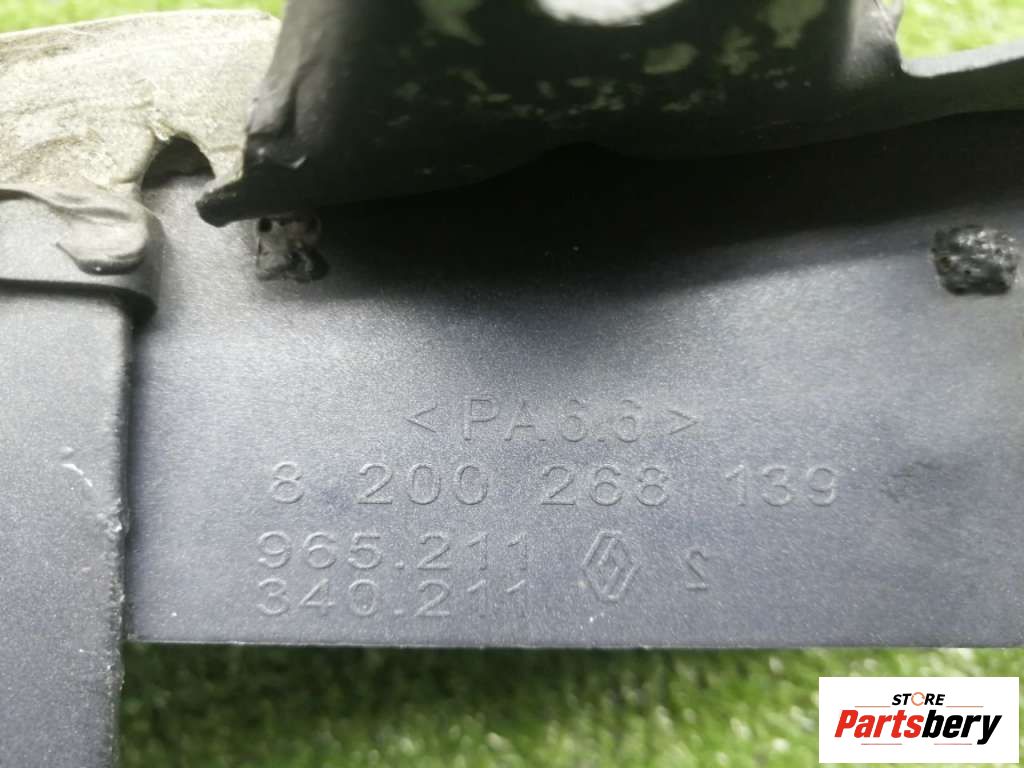 < PA6.6 >
8 200 268 139
965.211
340.211
2
STORE
Partsbery